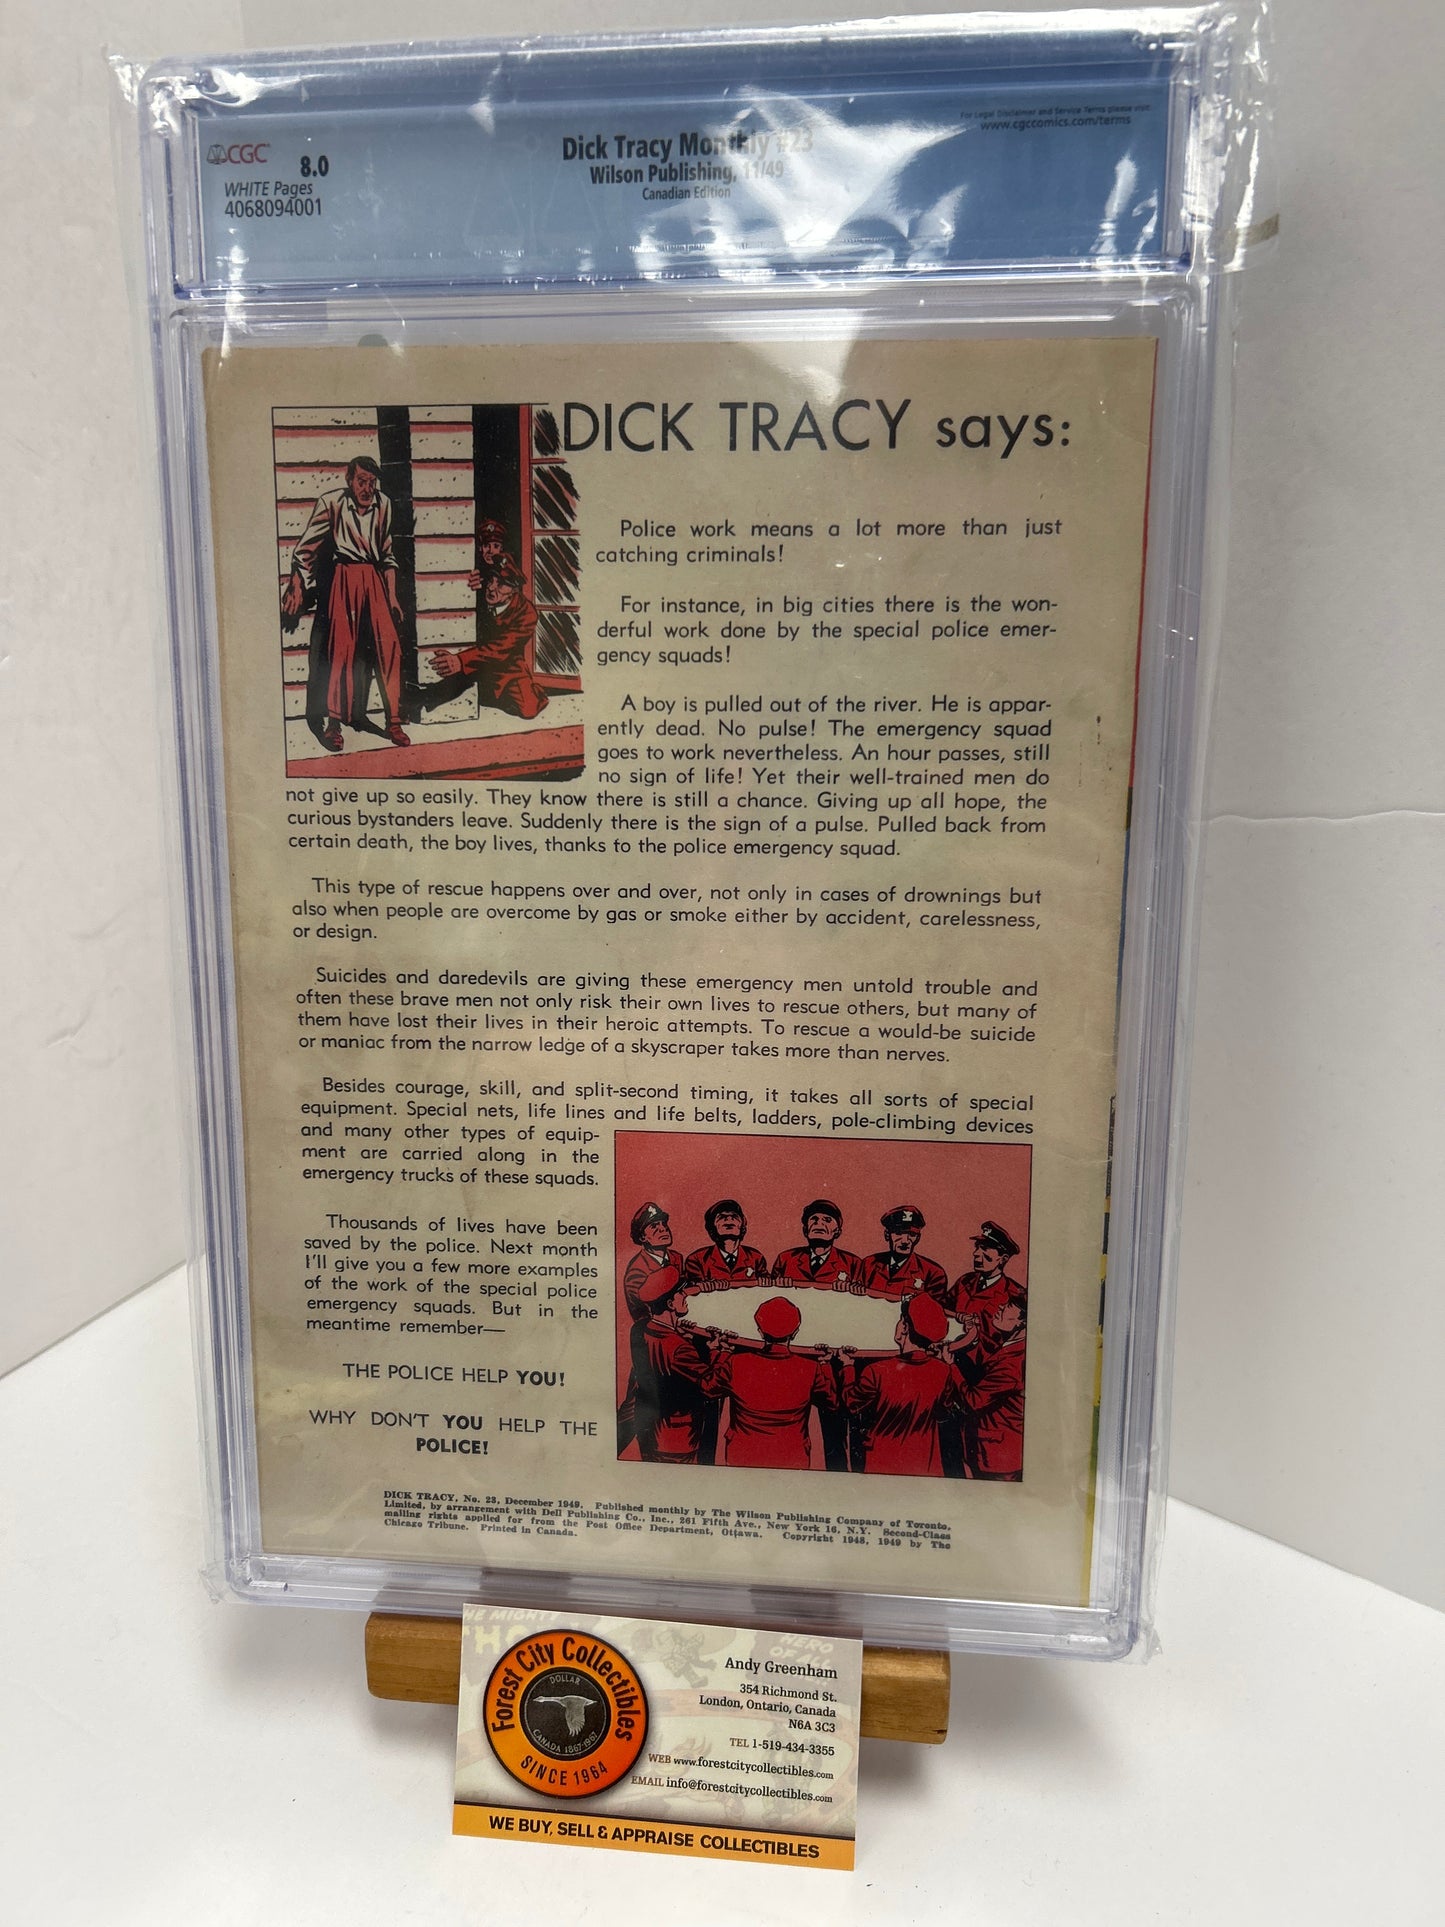 For Legal Disclaimer and Service Terms please visit
www.cgccomics.com/terms
CGC 8.0
WHITE Pages
4068094001
Dick Tracy Monthly #23
Wilson Publishing, 11/49
Canadian Edition
DICK TRACY says:
Police work means a lot more than just
catching criminals!
For instance, in big cities there is the won-
derful work done by the special police emer-
gency squads!
A boy is pulled out of the river. He is appar-
ently dead. No pulse! The emergency squad
goes to work nevertheless. An hour passes, still
no sign of life! Yet their well-trained men do
not give up so easily. They know there is still a chance. Giving up all hope, the
curious bystanders leave. Suddenly there is the sign of a pulse. Pulled back from
certain death, the boy lives, thanks to the police emergency squad.
This type of rescue happens over and over, not only in cases of drownings but
also when people are overcome by gas or smoke either by accident, carelessness,
or design.
Suicides and daredevils are giving these emergency men untold trouble and
often these brave men not only risk their own lives to rescue others, but many of
them have lost their lives in their heroic attempts. To rescue a would-be suicide
or maniac from the narrow ledge of a skyscraper takes more than nerves.
Besides courage, skill, and split-second timing, it takes all sorts of special
equipment. Special nets, life lines and life belts, ladders, pole-climbing devices
and many other types of equip-
ment are carried along in the
emergency trucks of these squads.
Thousands of lives have been
saved by the police. Next month
I'll give you a few more examples
of the work of the special police
emergency squads. But in the
meantime remember—
THE POLICE HELP YOU!
WHY DON'T YOU HELP THE
POLICE!
DICK TRACY, No. 23, December 1949. Published monthly by The Wilson Publishing Company of Toronto,
Limited, by arrangement with Dell Publishing Co., Inc., 261 Fifth Ave., New York 16, N.Y. Second-Class
mailing rights applied for from the Post Office Department, Ottawa. Copyright 1948, 1949 by The
Chicago Tribune. Printed in Canada.
THE MIGHTY
HERO
Forest City Collectibles
DOLLAR
CANADA 1867-1967
SINCE 1964
Andy Greenham
354 Richmond St.
London, Ontario, Canada
N6A 3C3
TEL 1-519-434-3355
WEB www.forestcitycollectibles.com
EMAIL info@forestcitycollectibles.com
WE BUY, SELL & APPRAISE COLLECTIBLES